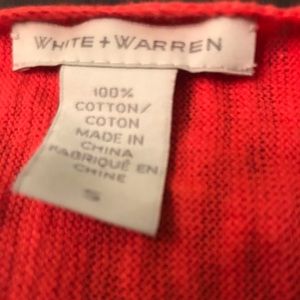 WHITE + WARREN
100%
COTTON/
COTON
MADE IN
CHINA
FABRIQUÉ EN
CHINE
S